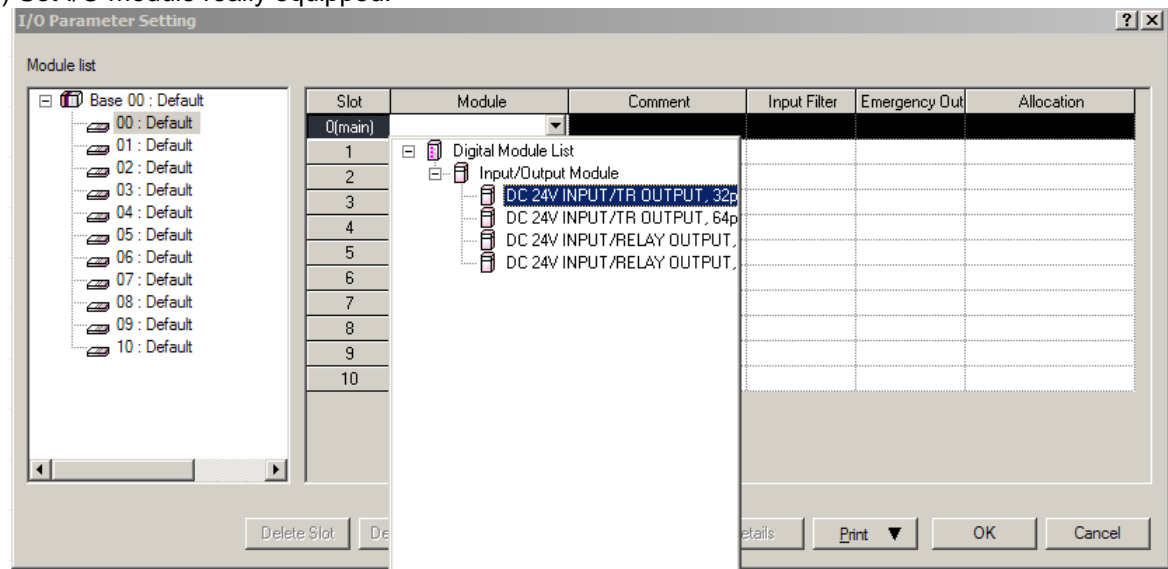 I/O Parameter Setting
Module list
Base 00 : Default
00 : Default
01 : Default
02 : Default
03 : Default
04 : Default
05 : Default
06 : Default
07 : Default
08 : Default
09 : Default
10 : Default
Slot Module Comment Input Filter Emergency Out Allocation
0(main)
1
2
3
4
5
6
7
8
9
10
Digital Module List
Input/Output Module
DC 24V INPUT/TR OUTPUT, 32p
DC 24V INPUT/TR OUTPUT, 64p
DC 24V INPUT/RELAY OUTPUT,
DC 24V INPUT/RELAY OUTPUT,
Delete Slot De etails Print ▼ OK Cancel